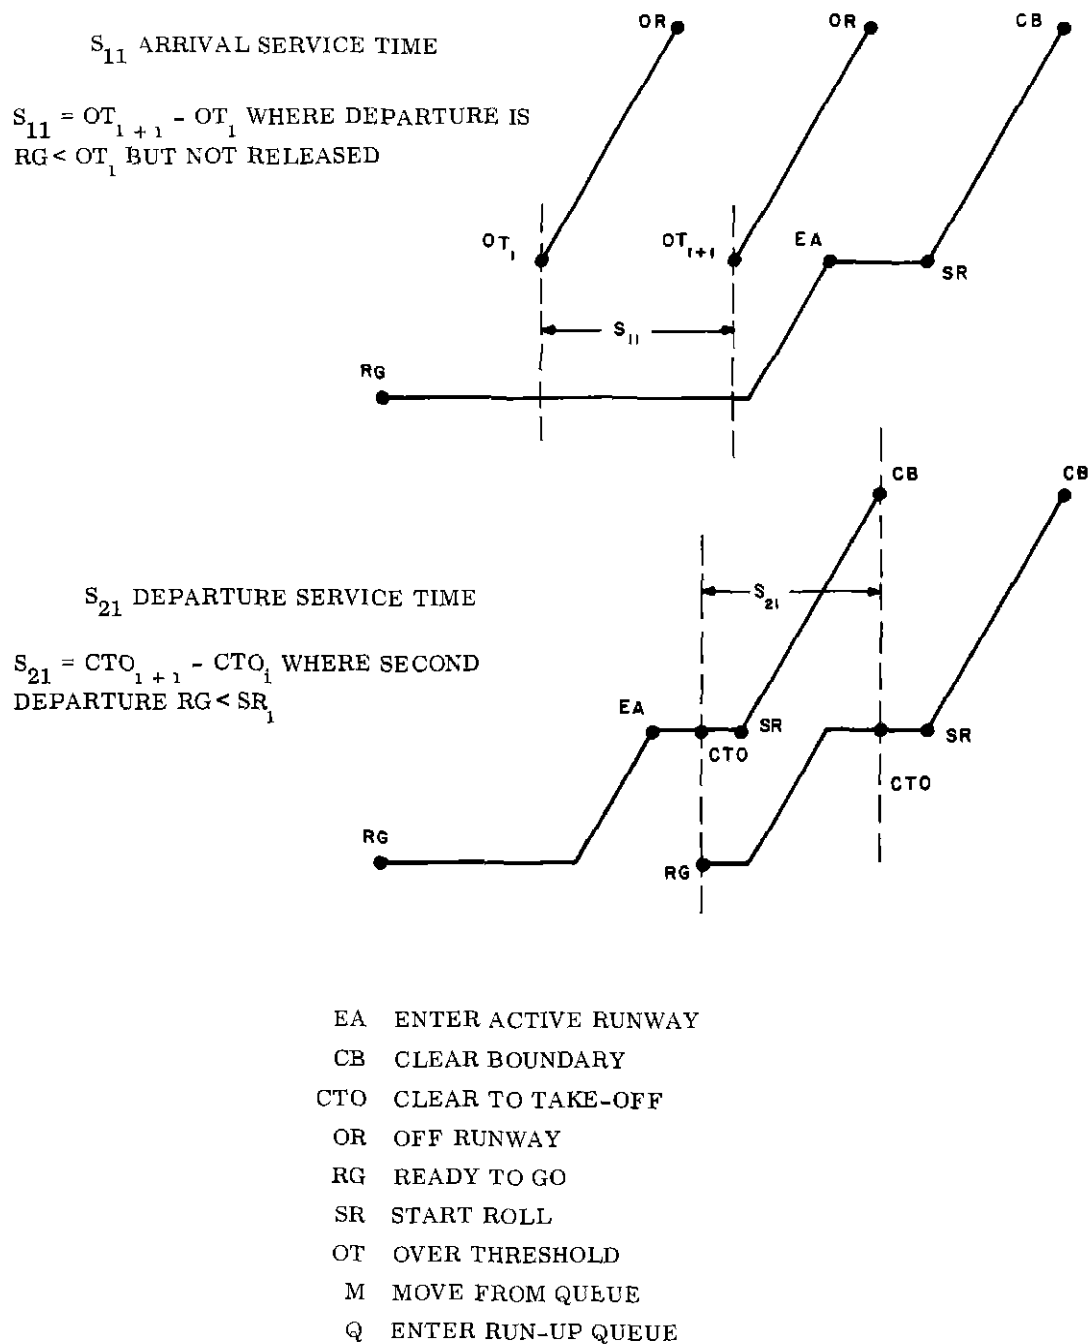 OR OR CB
S11 ARRIVAL SERVICE TIME
S11 = OT1 + 1 - OT1 WHERE DEPARTURE IS
RG< OT1 BUT NOT RELEASED
OT1 OT1+1 EA
SR
S11
RG
CB CB
S21 DEPARTURE SERVICE TIME
S21
S21 = CTO1 + 1 - CTOi WHERE SECOND
DEPARTURE RG< SR1
EA SR SR
CTO CTO
RG RG
EA ENTER ACTIVE RUNWAY
CB CLEAR BOUNDARY
CTO CLEAR TO TAKE-OFF
OR OFF RUNWAY
RG READY TO GO
SR START ROLL
OT OVER THRESHOLD
M MOVE FROM QUEUE
Q ENTER RUN-UP QUEUE